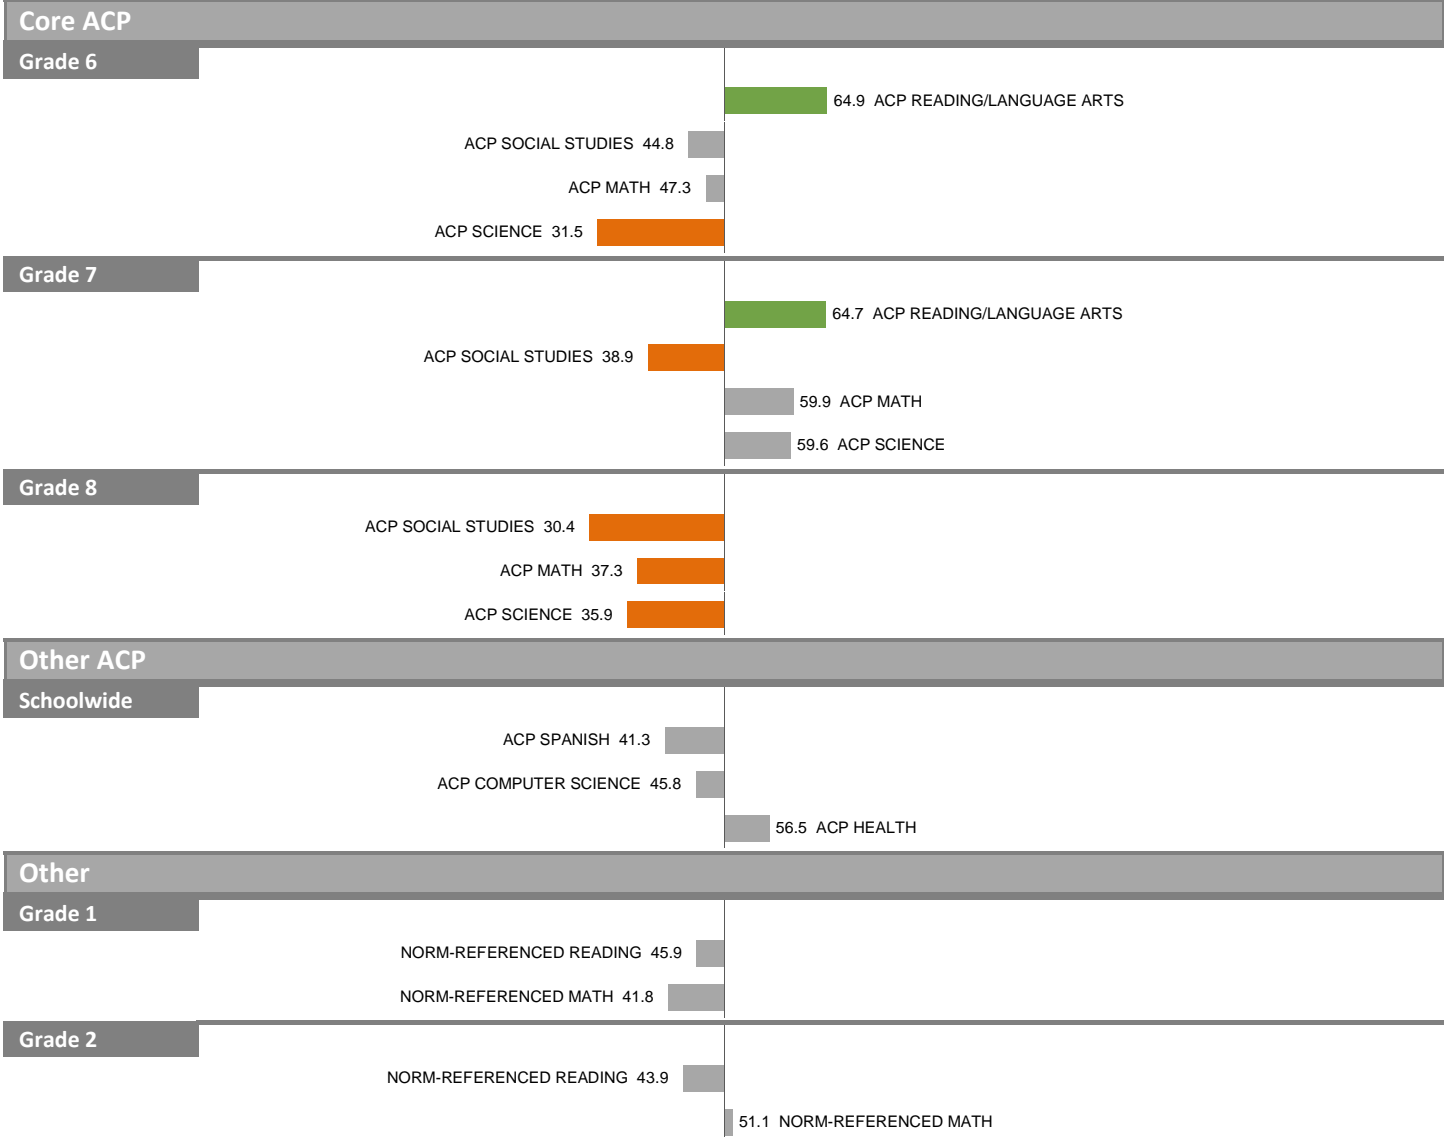 Core ACP
Grade 6
64.9 ACP READING/LANGUAGE ARTS
ACP SOCIAL STUDIES 44.8
ACP MATH 47.3
ACP SCIENCE 31.5
Grade 7
64.7 ACP READING/LANGUAGE ARTS
ACP SOCIAL STUDIES 38.9
59.9 ACP MATH
59.6 ACP SCIENCE
Grade 8
ACP SOCIAL STUDIES 30.4
ACP MATH 37.3
ACP SCIENCE 35.9
Other ACP
Schoolwide
ACP SPANISH 41.3
ACP COMPUTER SCIENCE 45.8
56.5 ACP HEALTH
Other
Grade 1
NORM-REFERENCED READING 45.9
NORM-REFERENCED MATH 41.8
Grade 2
NORM-REFERENCED READING 43.9
51.1 NORM-REFERENCED MATH